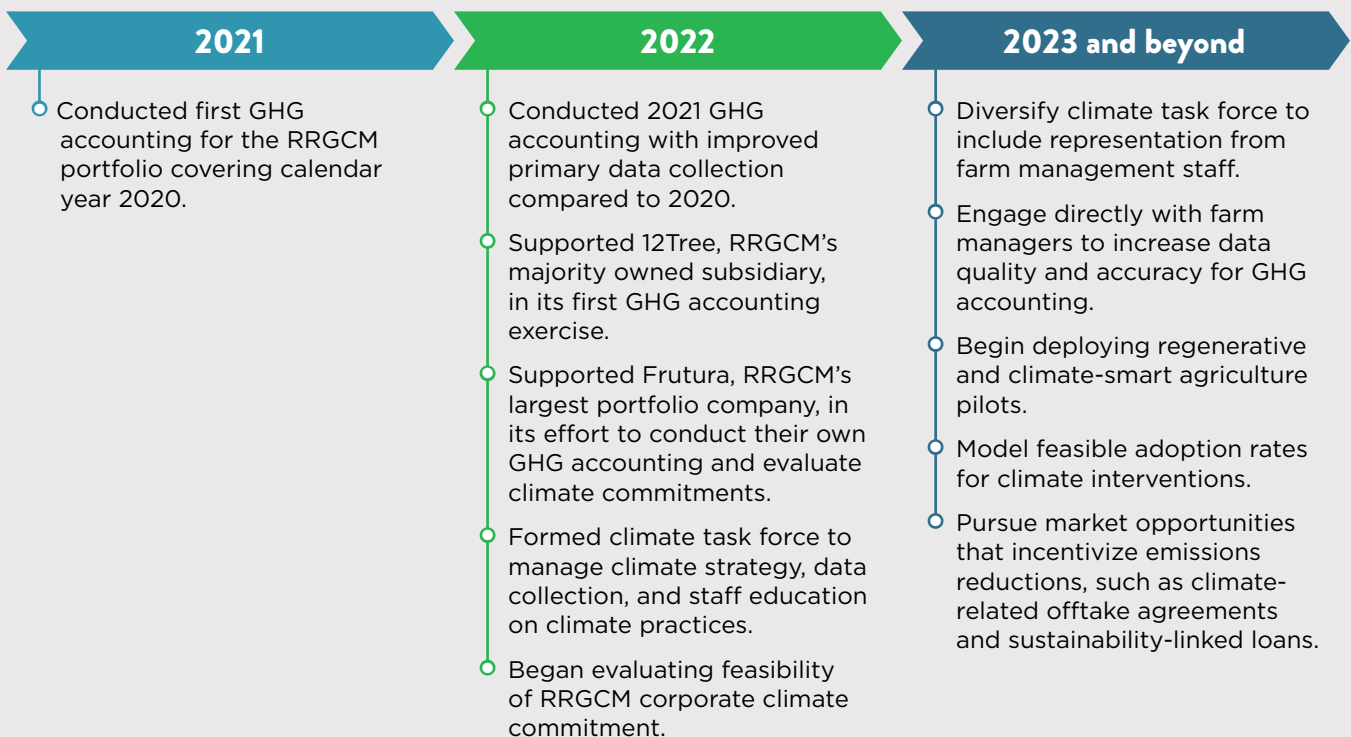 2021
Conducted first GHG
accounting for the RRGCM
portfolio covering calendar
year 2020.
2022
Conducted 2021 GHG
accounting with improved
primary data collection
compared to 2020.
Supported 12Tree, RRGCM’s
majority owned subsidiary,
in its first GHG accounting
exercise.
Supported Frutura, RRGCM’s
largest portfolio company, in
its effort to conduct their own
GHG accounting and evaluate
climate commitments.
Formed climate task force to
manage climate strategy, data
collection, and staff education
on climate practices.
Began evaluating feasibility
of RRGCM corporate climate
commitment.
2023 and beyond
Diversify climate task force to
include representation from
farm management staff.
Engage directly with farm
managers to increase data
quality and accuracy for GHG
accounting.
Begin deploying regenerative
and climate-smart agriculture
pilots.
Model feasible adoption rates
for climate interventions.
Pursue market opportunities
that incentivize emissions
reductions, such as climate-
related offtake agreements
and sustainability-linked loans.